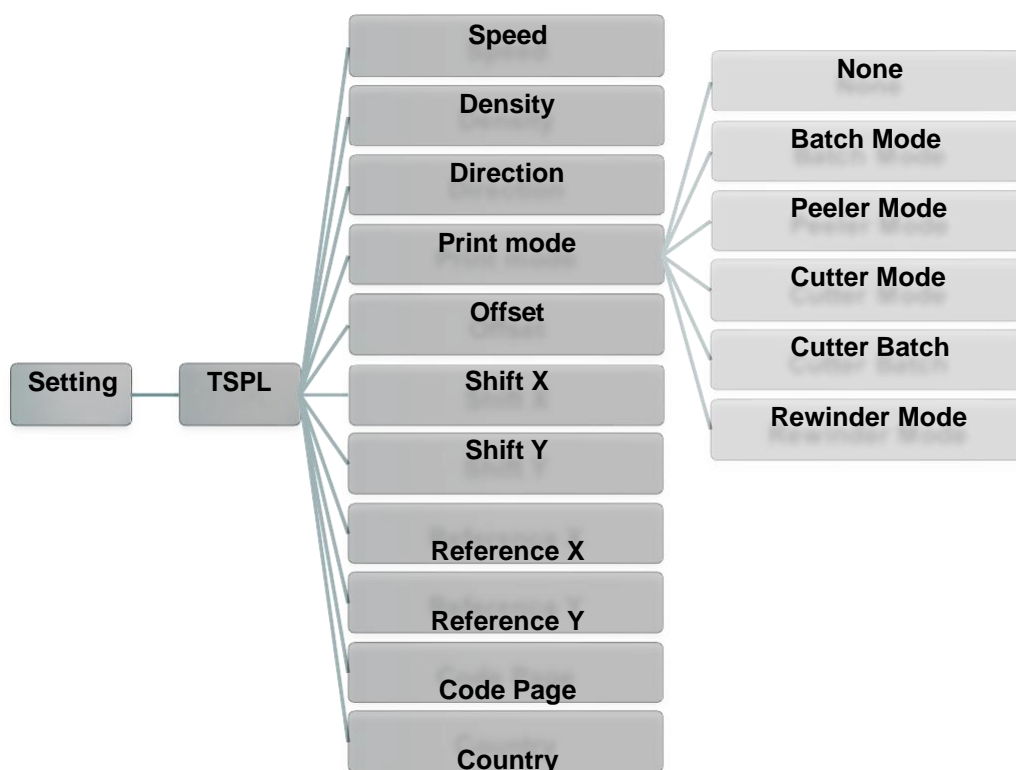 Setting
TSPL
Speed
Density
Direction
Print mode
Offset
Shift X
Shift Y
Reference X
Reference Y
Code Page
Country
None
Batch Mode
Peeler Mode
Cutter Mode
Cutter Batch
Rewinder Mode